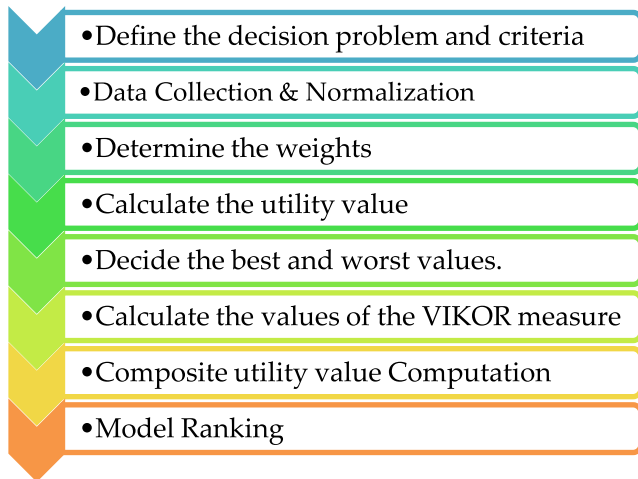 •Define the decision problem and criteria
•Data Collection & Normalization
•Determine the weights
•Calculate the utility value
•Decide the best and worst values.
•Calculate the values of the VIKOR measure
•Composite utility value Computation
•Model Ranking